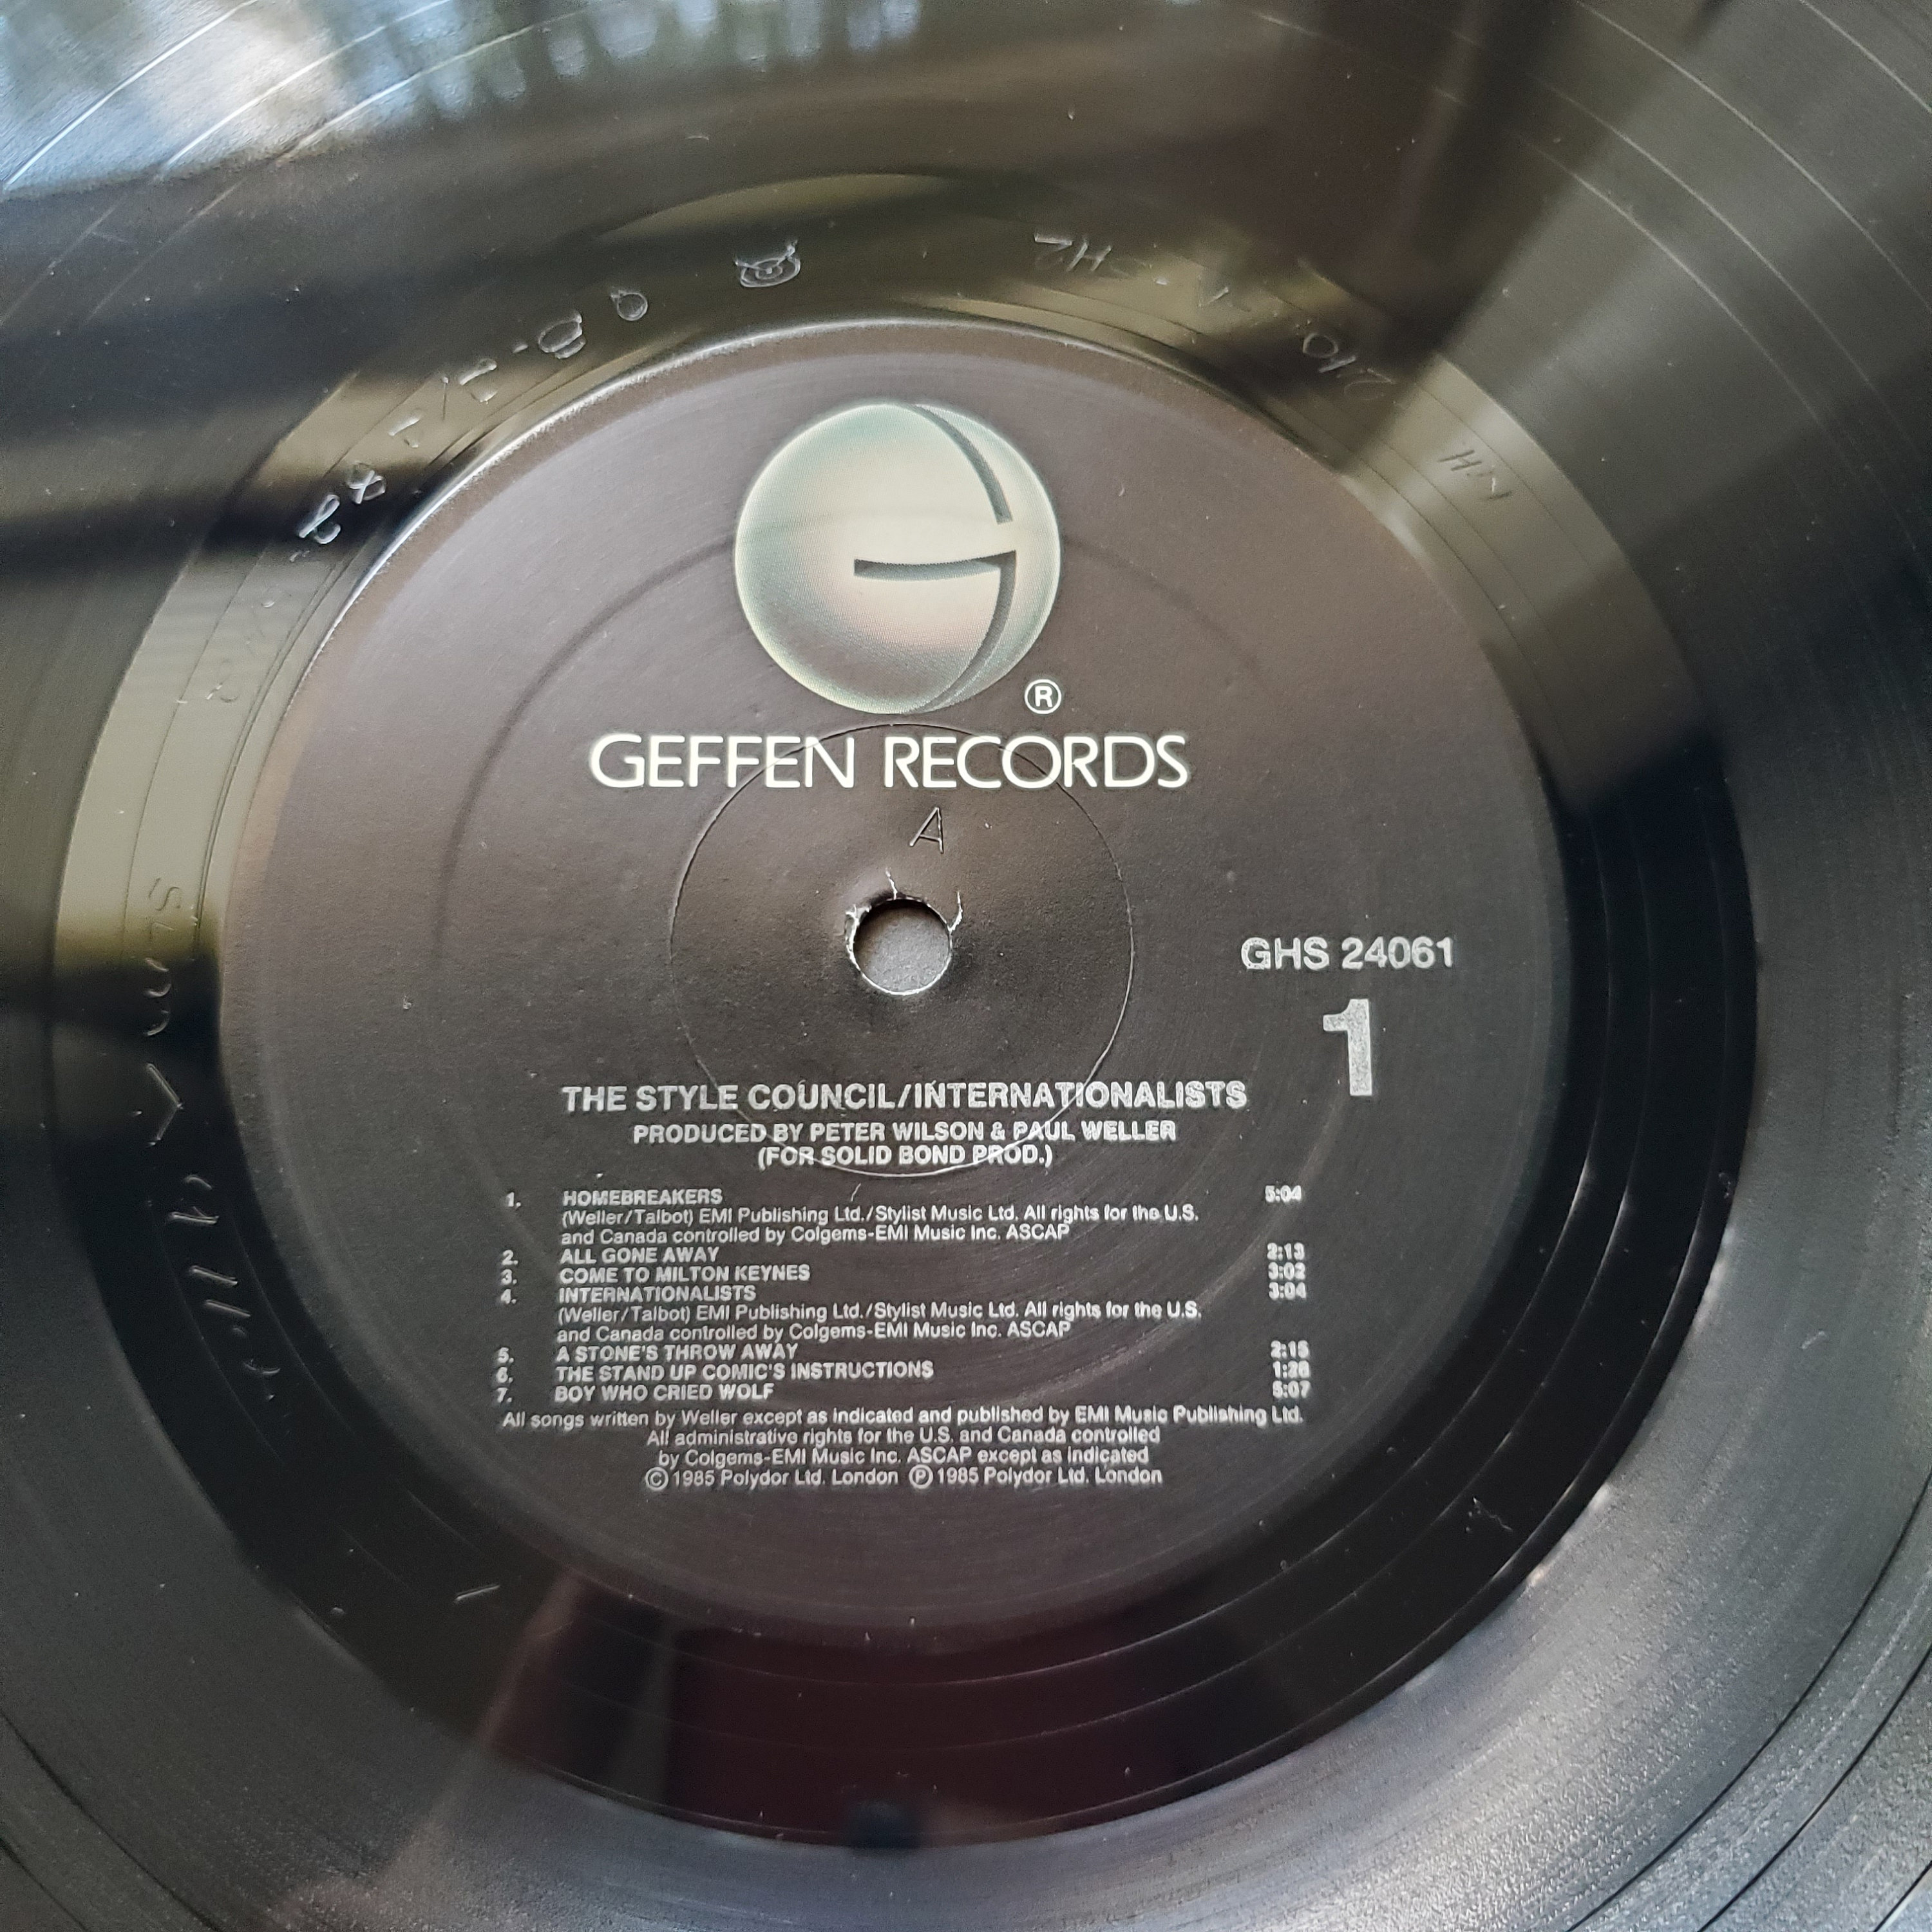 ®
GEFFEN RECORDS
A
GHS 24061
1
THE STYLE COUNCIL/INTERNATIONALISTS
PRODUCED BY PETER WILSON & PAUL WELLER
(FOR SOLID BOND PROD.)
1. HOMEBREAKERS 5:04
(Weller/Talbot) EMI Publishing Ltd./Stylist Music Ltd. All rights for the U.S.
and Canada controlled by Colgems-EMI Music Inc. ASCAP
2. ALL GONE AWAY 2:13
3. COME TO MILTON KEYNES 3:02
4. INTERNATIONALISTS 3:04
(Weller/Talbot) EMI Publishing Ltd./Stylist Music Ltd. All rights for the U.S.
and Canada controlled by Colgems-EMI Music Inc. ASCAP
5. A STONE'S THROW AWAY 2:15
6. THE STAND UP COMIC'S INSTRUCTIONS 1:28
7. BOY WHO CRIED WOLF 5:07
All songs written by Weller except as indicated and published by EMI Music Publishing Ltd.
All administrative rights for the U.S. and Canada controlled
by Colgems-EMI Music Inc. ASCAP except as indicated
© 1985 Polydor Ltd. London ℗ 1985 Polydor Ltd. London